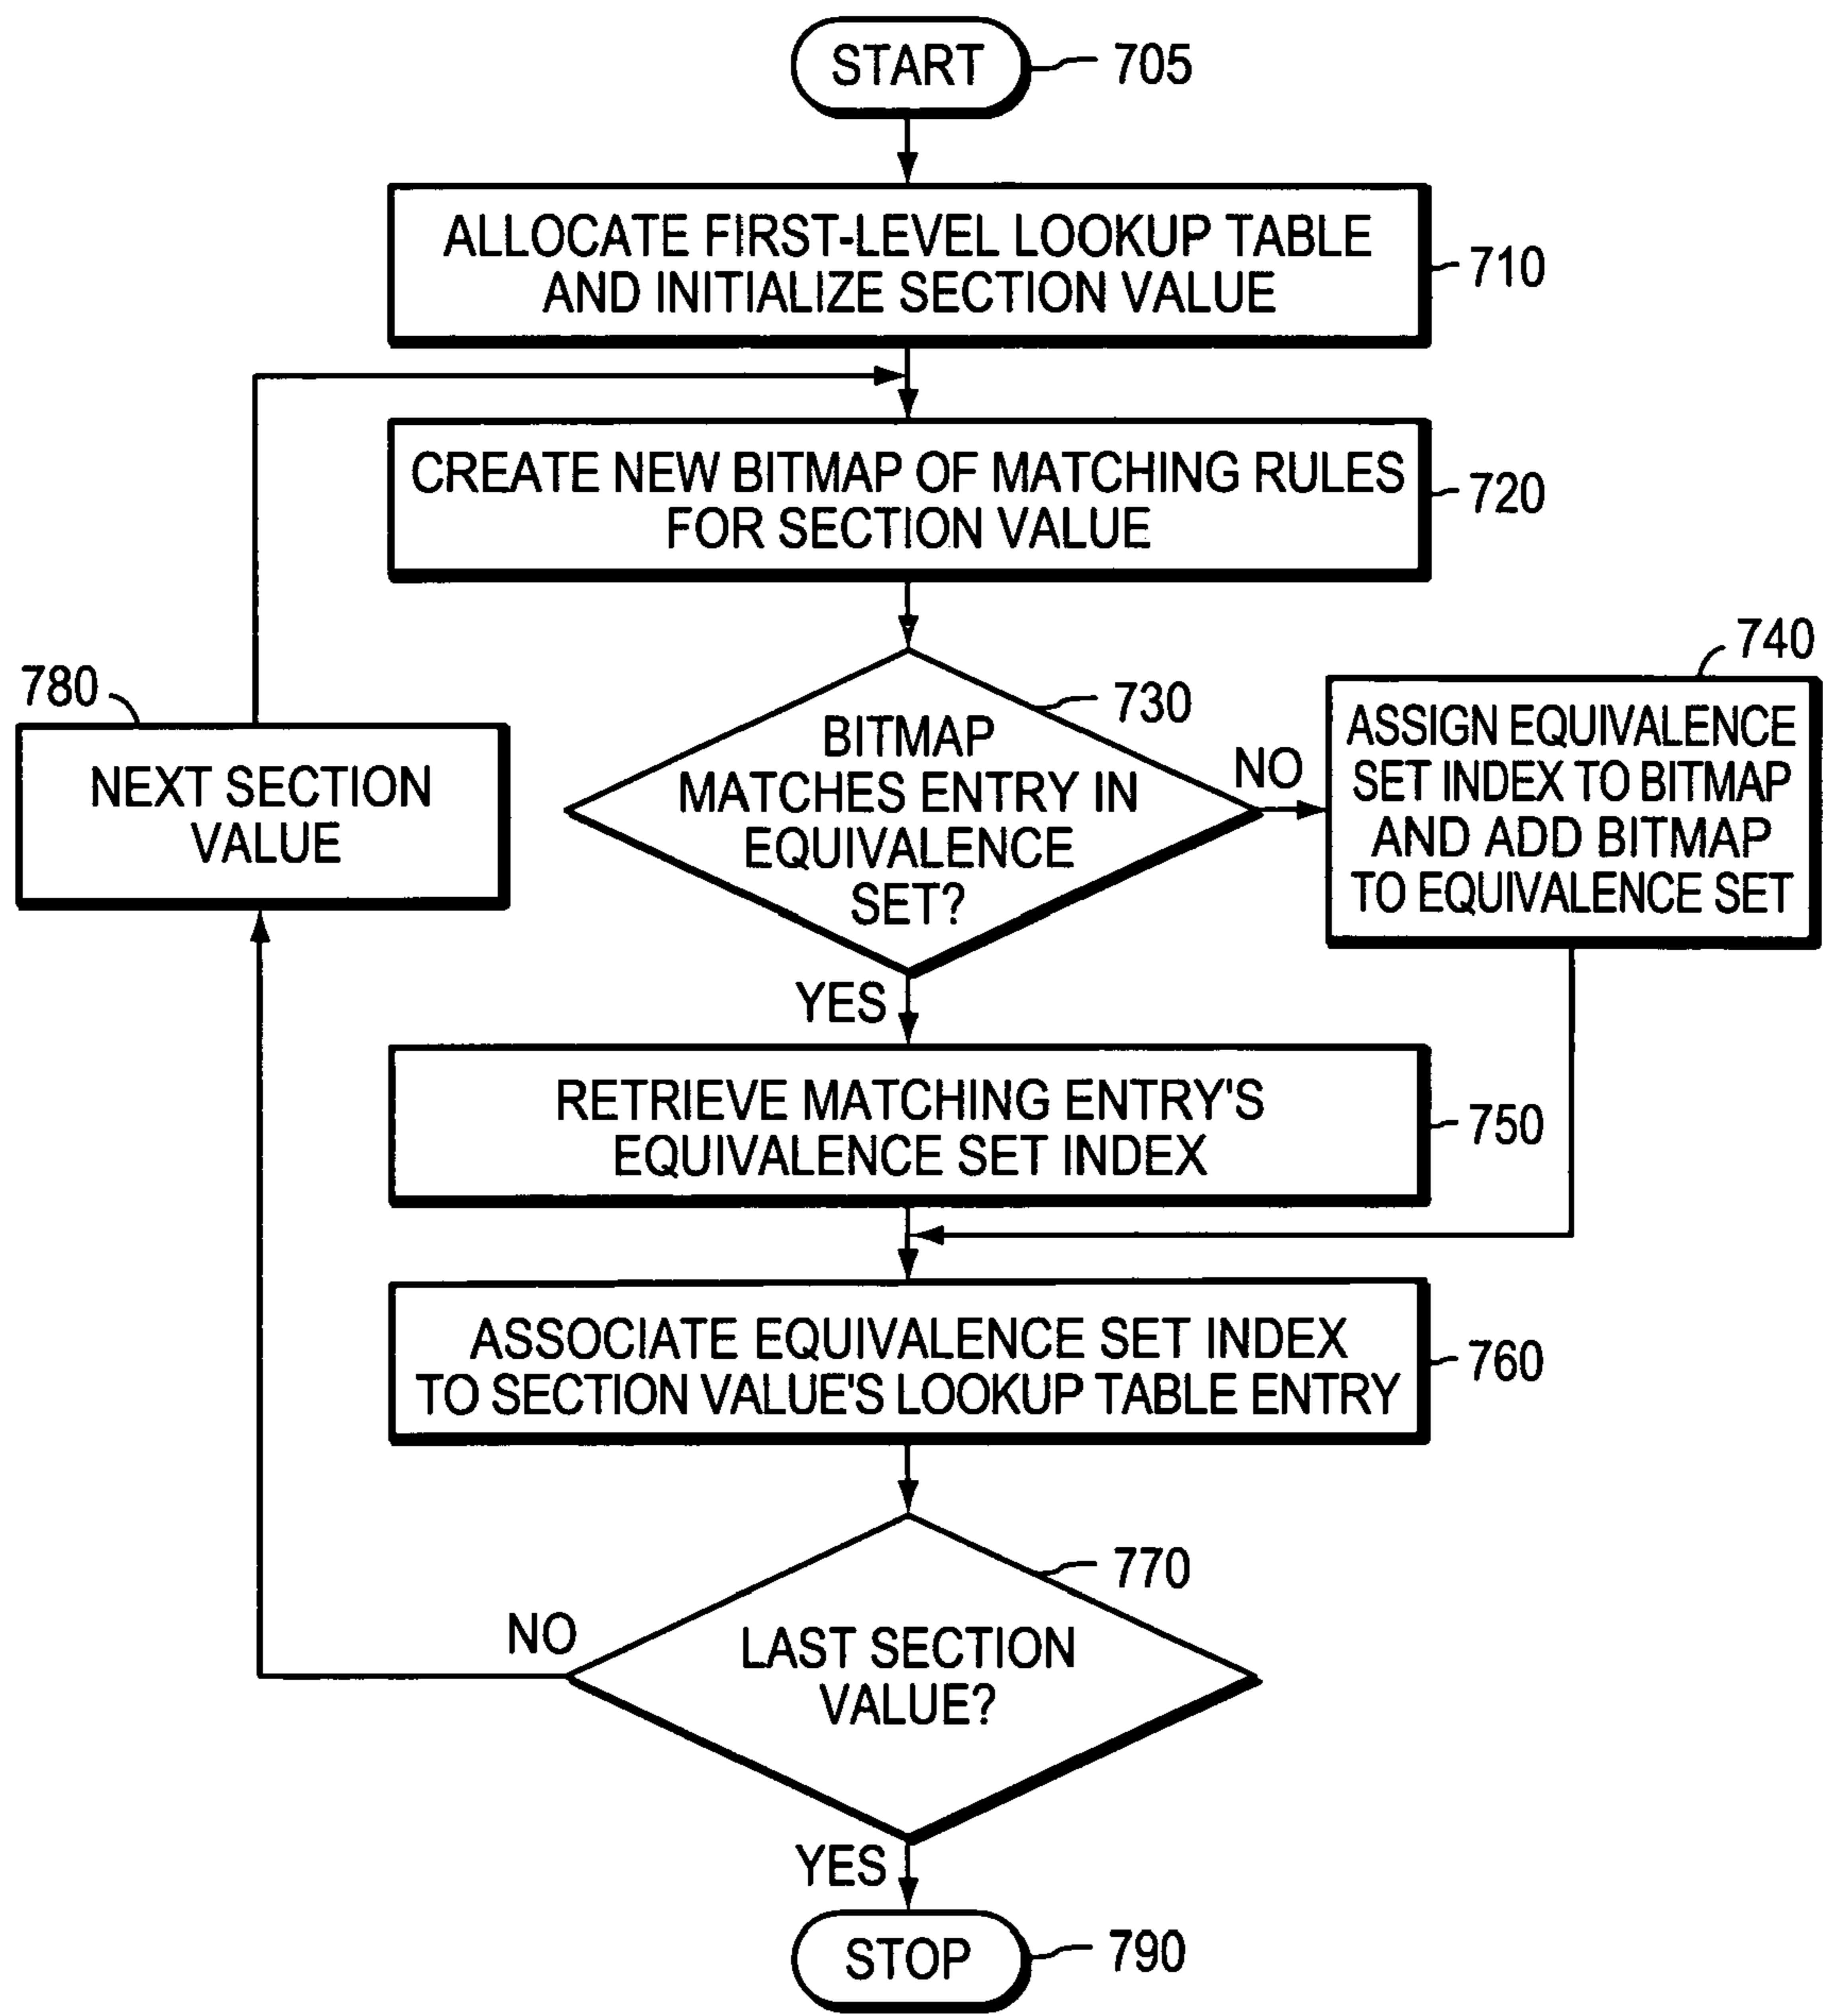 START
705
ALLOCATE FIRST-LEVEL LOOKUP TABLE
AND INITIALIZE SECTION VALUE
710
CREATE NEW BITMAP OF MATCHING RULES
FOR SECTION VALUE
720
730
BITMAP
MATCHES ENTRY IN
EQUIVALENCE
SET?
NO
740
ASSIGN EQUIVALENCE
SET INDEX TO BITMAP
AND ADD BITMAP
TO EQUIVALENCE SET
780
NEXT SECTION
VALUE
YES
RETRIEVE MATCHING ENTRY'S
EQUIVALENCE SET INDEX
750
ASSOCIATE EQUIVALENCE SET INDEX
TO SECTION VALUE'S LOOKUP TABLE ENTRY
760
770
LAST SECTION
VALUE?
NO
YES
STOP
790